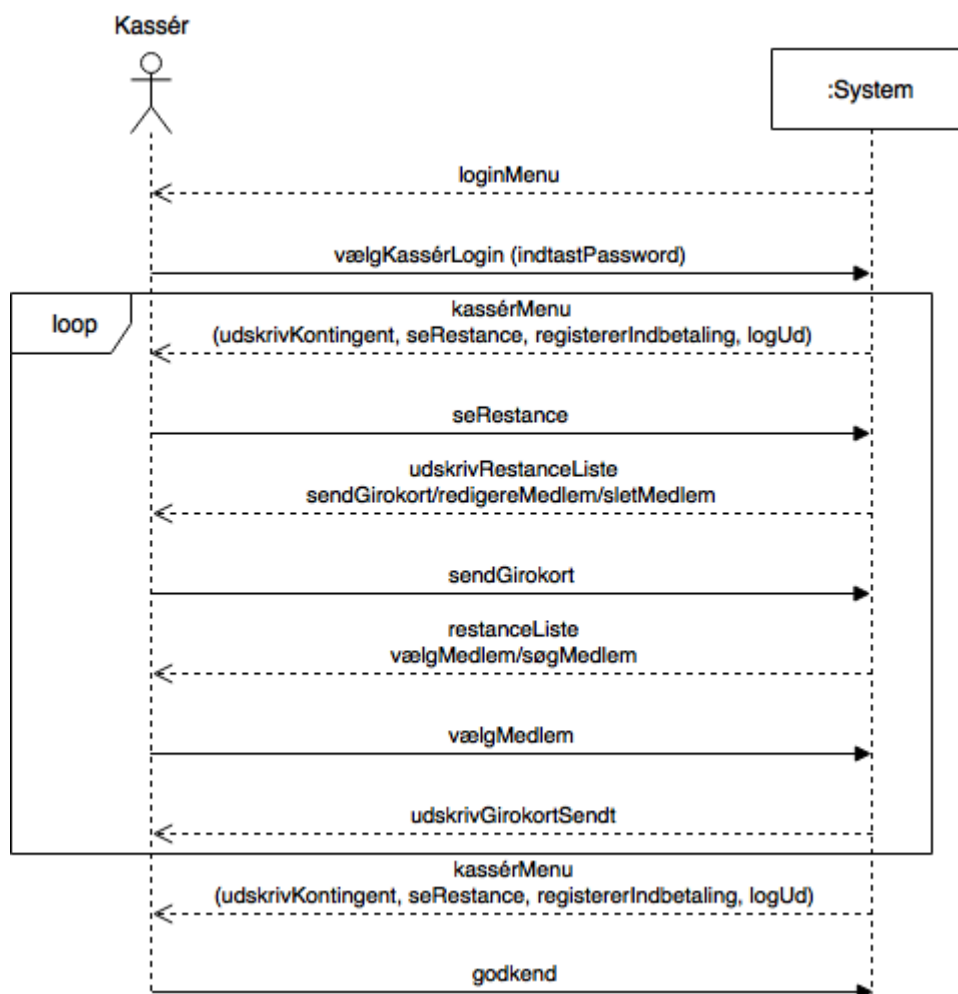 Kassér
:System
loginMenu
vælgKassérLogin (indtastPassword)
loop
kassérMenu
(udskrivKontingent, seRestance, registererIndbetaling, logUd)
seRestance
udskrivRestanceListe
sendGirokort/redigereMedlem/sletMedlem
sendGirokort
restanceListe
vælgMedlem/søgMedlem
vælgMedlem
udskrivGirokortSendt
kassérMenu
(udskrivKontingent, seRestance, registererIndbetaling, logUd)
godkend